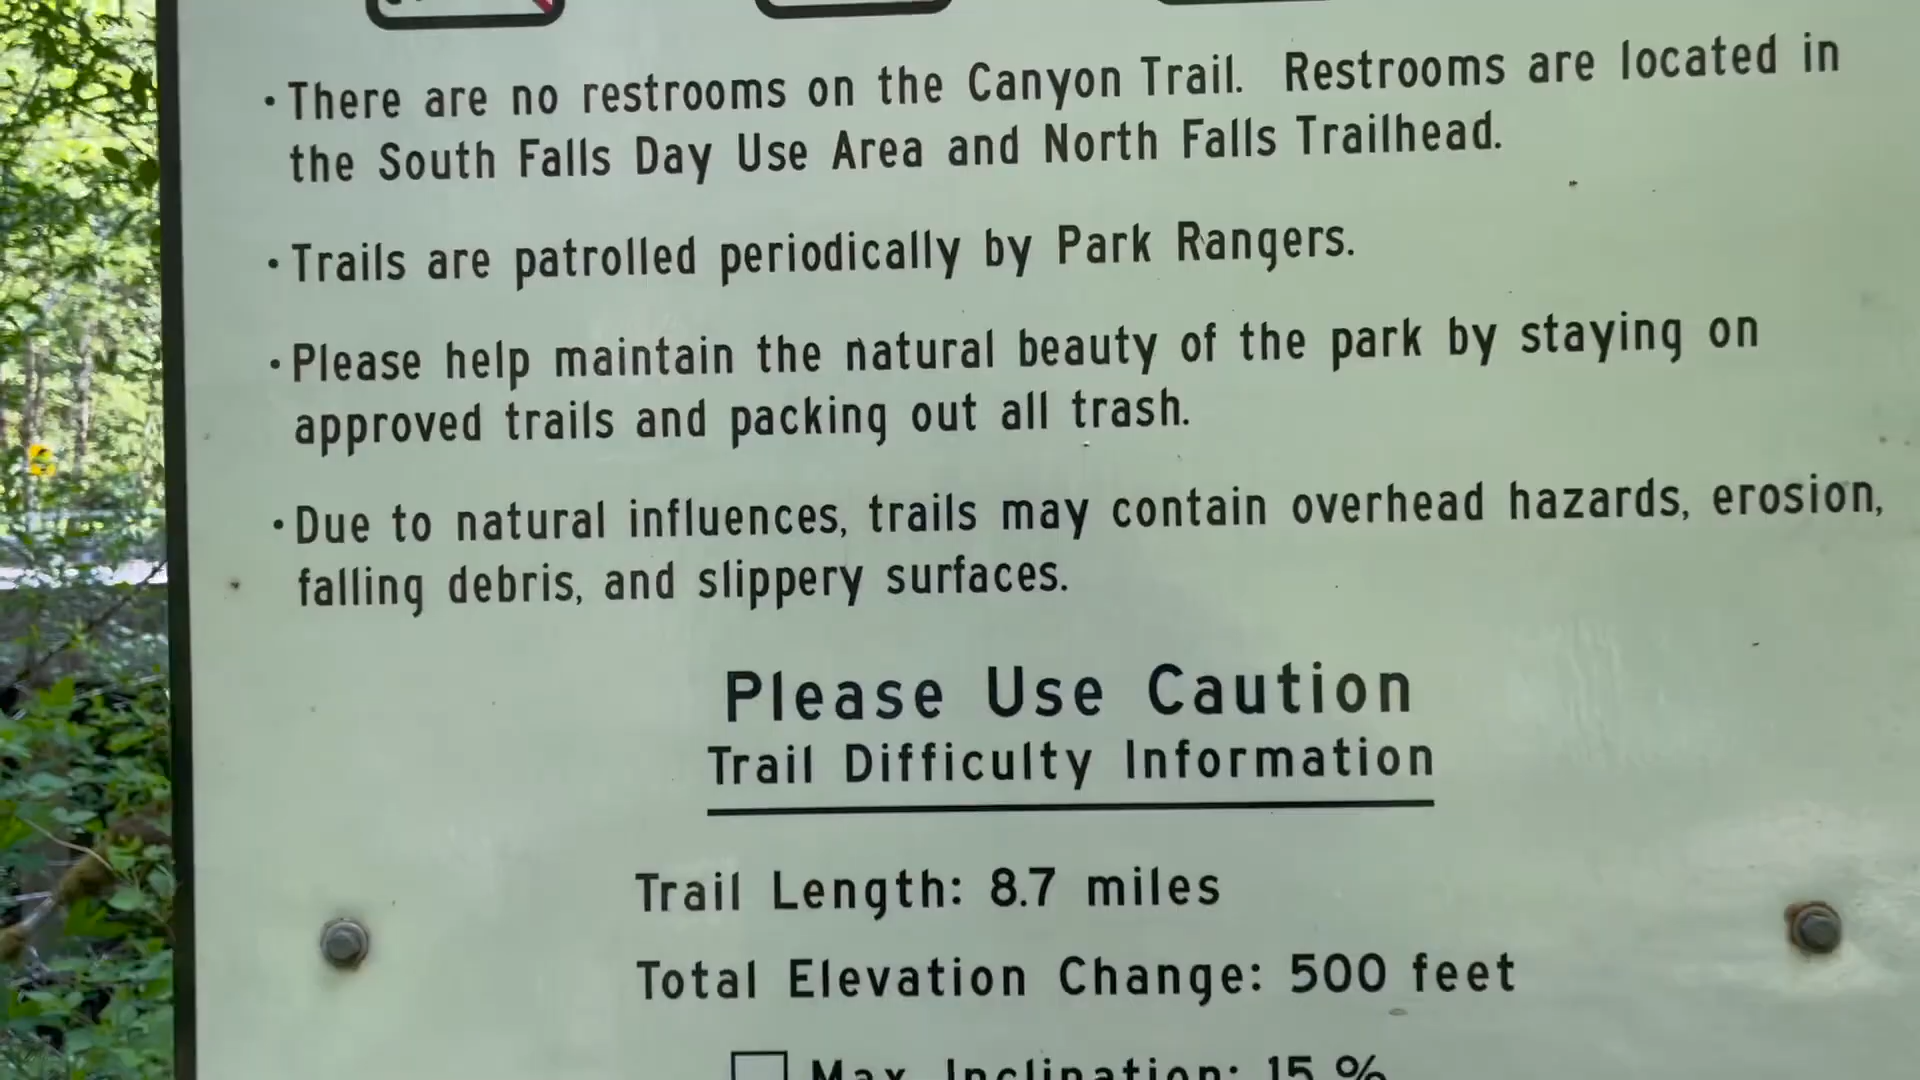 • There are no restrooms on the Canyon Trail. Restrooms are located in
the South Falls Day Use Area and North Falls Trailhead.
• Trails are patrolled periodically by Park Rangers.
• Please help maintain the natural beauty of the park by staying on
approved trails and packing out all trash.
• Due to natural influences, trails may contain overhead hazards, erosion,
falling debris, and slippery surfaces.
Please Use Caution
Trail Difficulty Information
Trail Length: 8.7 miles
Total Elevation Change: 500 feet
Max Inclination: 15 %